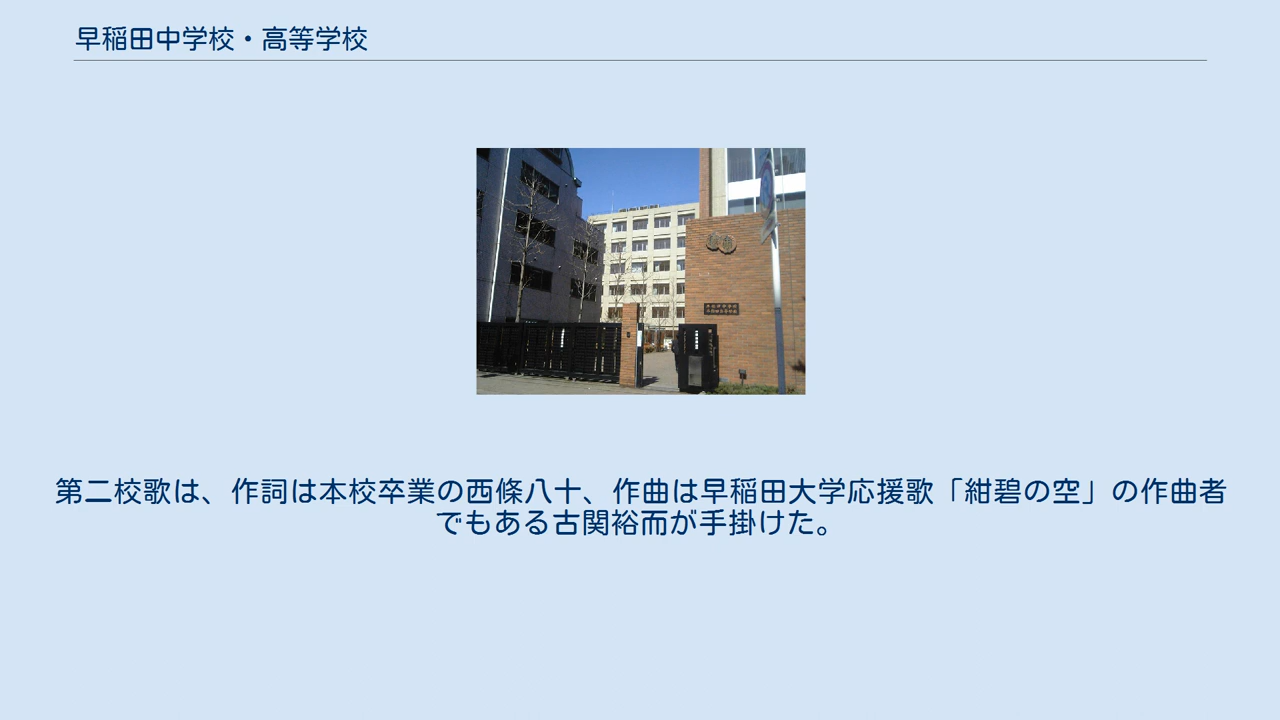 早稲田中学校・高等学校
第二校歌は、作詞は本校卒業の西條八十、作曲は早稲田大学応援歌「紺碧の空」の作曲者
でもある古関裕而が手掛けた。